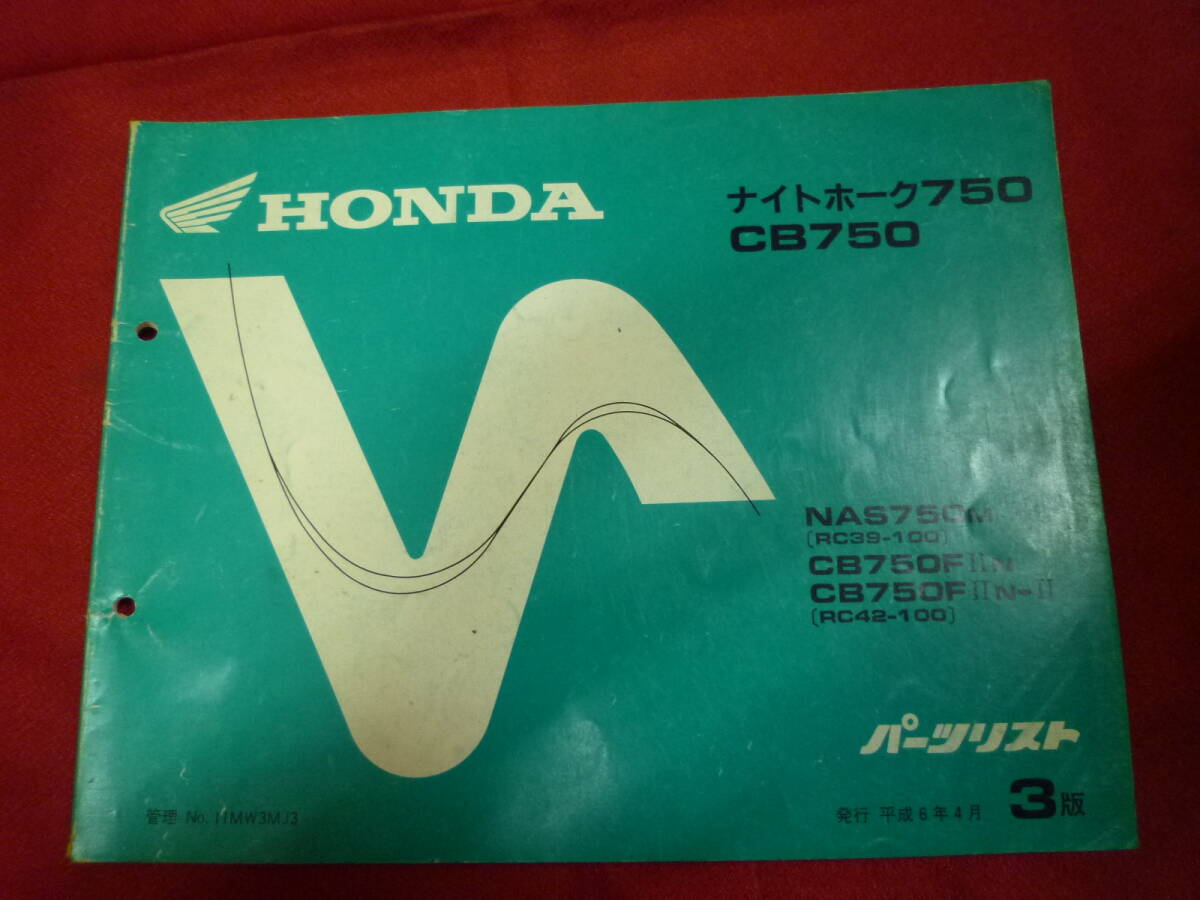 HONDA
ナイトホーク750
CB750
NAS750M
(RC39-100)
CB750FⅡN
CB750FⅡN-Ⅱ
(RC42-100)
パーツリスト
3版
管理 No. 11MW3MJ3
発行 平成6年4月